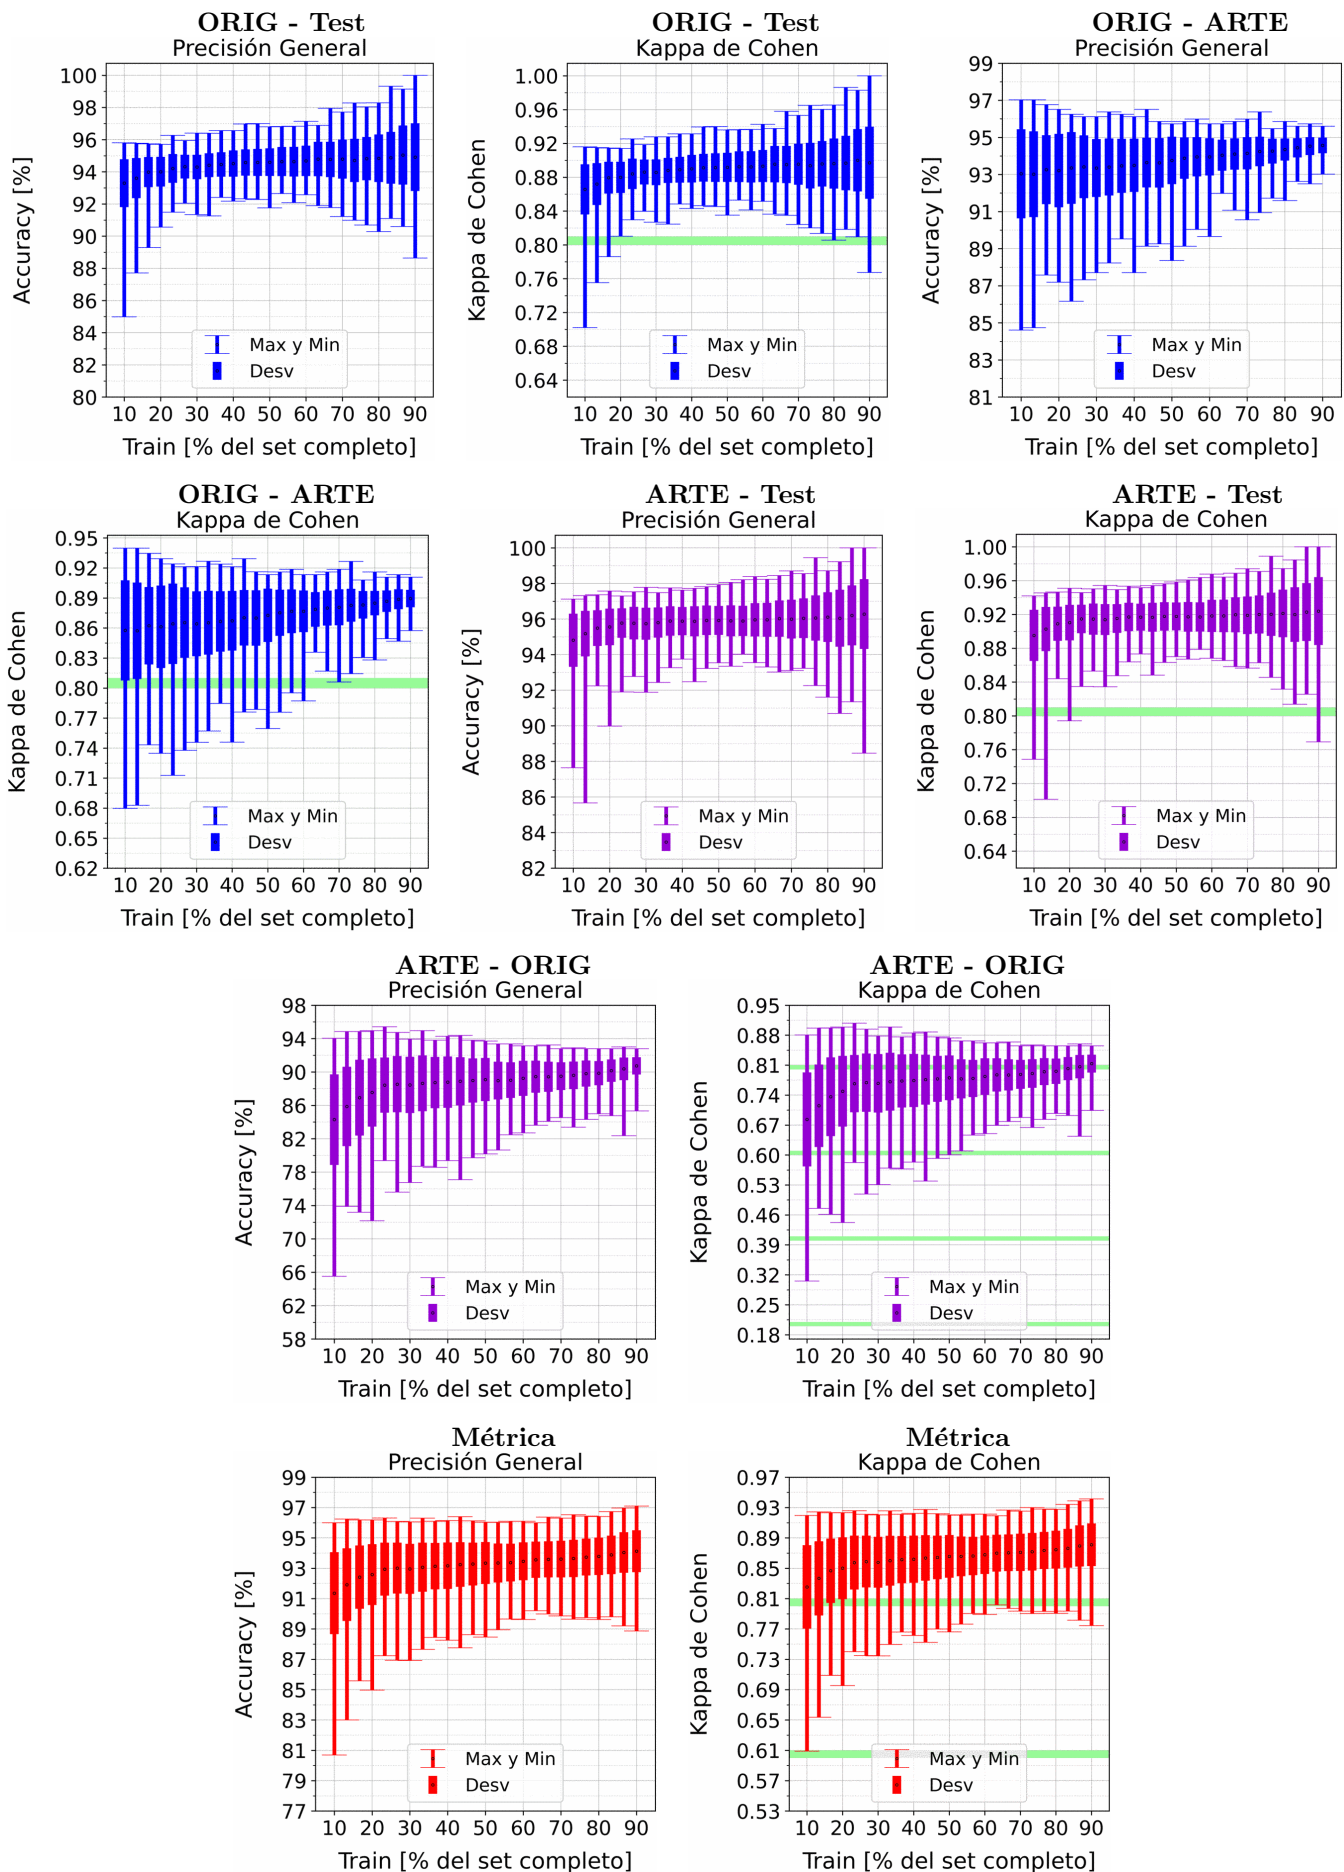 ORIG - Test
Precisión General
Accuracy [%]
100
98
96
94
92
90
88
86
84
82
80
Max y Min
Desv
10 20 30 40 50 60 70 80 90
Train [% del set completo]
ORIG - Test
Kappa de Cohen
Kappa de Cohen
1.00
0.96
0.92
0.88
0.84
0.80
0.76
0.72
0.68
0.64
Max y Min
Desv
10 20 30 40 50 60 70 80 90
Train [% del set completo]
ORIG - ARTE
Precisión General
Accuracy [%]
99
97
95
93
91
89
87
85
83
81
Max y Min
Desv
10 20 30 40 50 60 70 80 90
Train [% del set completo]
ORIG - ARTE
Kappa de Cohen
Kappa de Cohen
0.95
0.92
0.89
0.86
0.83
0.80
0.77
0.74
0.71
0.68
0.65
0.62
Max y Min
Desv
10 20 30 40 50 60 70 80 90
Train [% del set completo]
ARTE - Test
Precisión General
Accuracy [%]
100
98
96
94
92
90
88
86
84
82
Max y Min
Desv
10 20 30 40 50 60 70 80 90
Train [% del set completo]
ARTE - Test
Kappa de Cohen
Kappa de Cohen
1.00
0.96
0.92
0.88
0.84
0.80
0.76
0.72
0.68
0.64
Max y Min
Desv
10 20 30 40 50 60 70 80 90
Train [% del set completo]
ARTE - ORIG
Precisión General
Accuracy [%]
98
94
90
86
82
78
74
70
66
62
58
Max y Min
Desv
10 20 30 40 50 60 70 80 90
Train [% del set completo]
ARTE - ORIG
Kappa de Cohen
Kappa de Cohen
0.95
0.88
0.81
0.74
0.67
0.60
0.53
0.46
0.39
0.32
0.25
0.18
Max y Min
Desv
10 20 30 40 50 60 70 80 90
Train [% del set completo]
Métrica
Precisión General
Accuracy [%]
99
97
95
93
91
89
87
85
83
81
79
77
Max y Min
Desv
10 20 30 40 50 60 70 80 90
Train [% del set completo]
Métrica
Kappa de Cohen
Kappa de Cohen
0.97
0.93
0.89
0.85
0.81
0.77
0.73
0.69
0.65
0.61
0.57
0.53
Max y Min
Desv
10 20 30 40 50 60 70 80 90
Train [% del set completo]